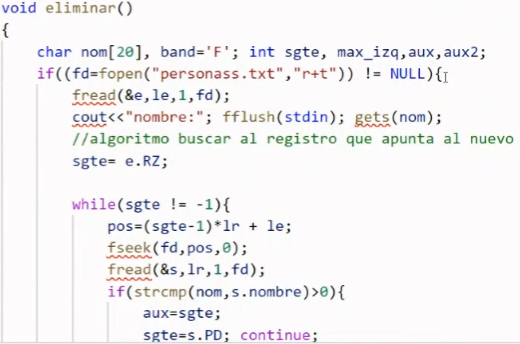 void eliminar()
{
char nom[20], band='F'; int sgte, max_izq,aux,aux2;
if((fd=fopen("personass.txt","r+t")) != NULL){
fread(&e,le,1,fd);
cout<<"nombre:"; fflush(stdin); gets(nom);
//algoritmo buscar al registro que apunta al nuevo
sgte= e.RZ;
while(sgte != -1){
pos=(sgte-1)*lr + le;
fseek(fd,pos,0);
fread(&s,lr,1,fd);
if(strcmp(nom,s.nombre)>0){
aux=sgte;
sgte=s.PD; continue;